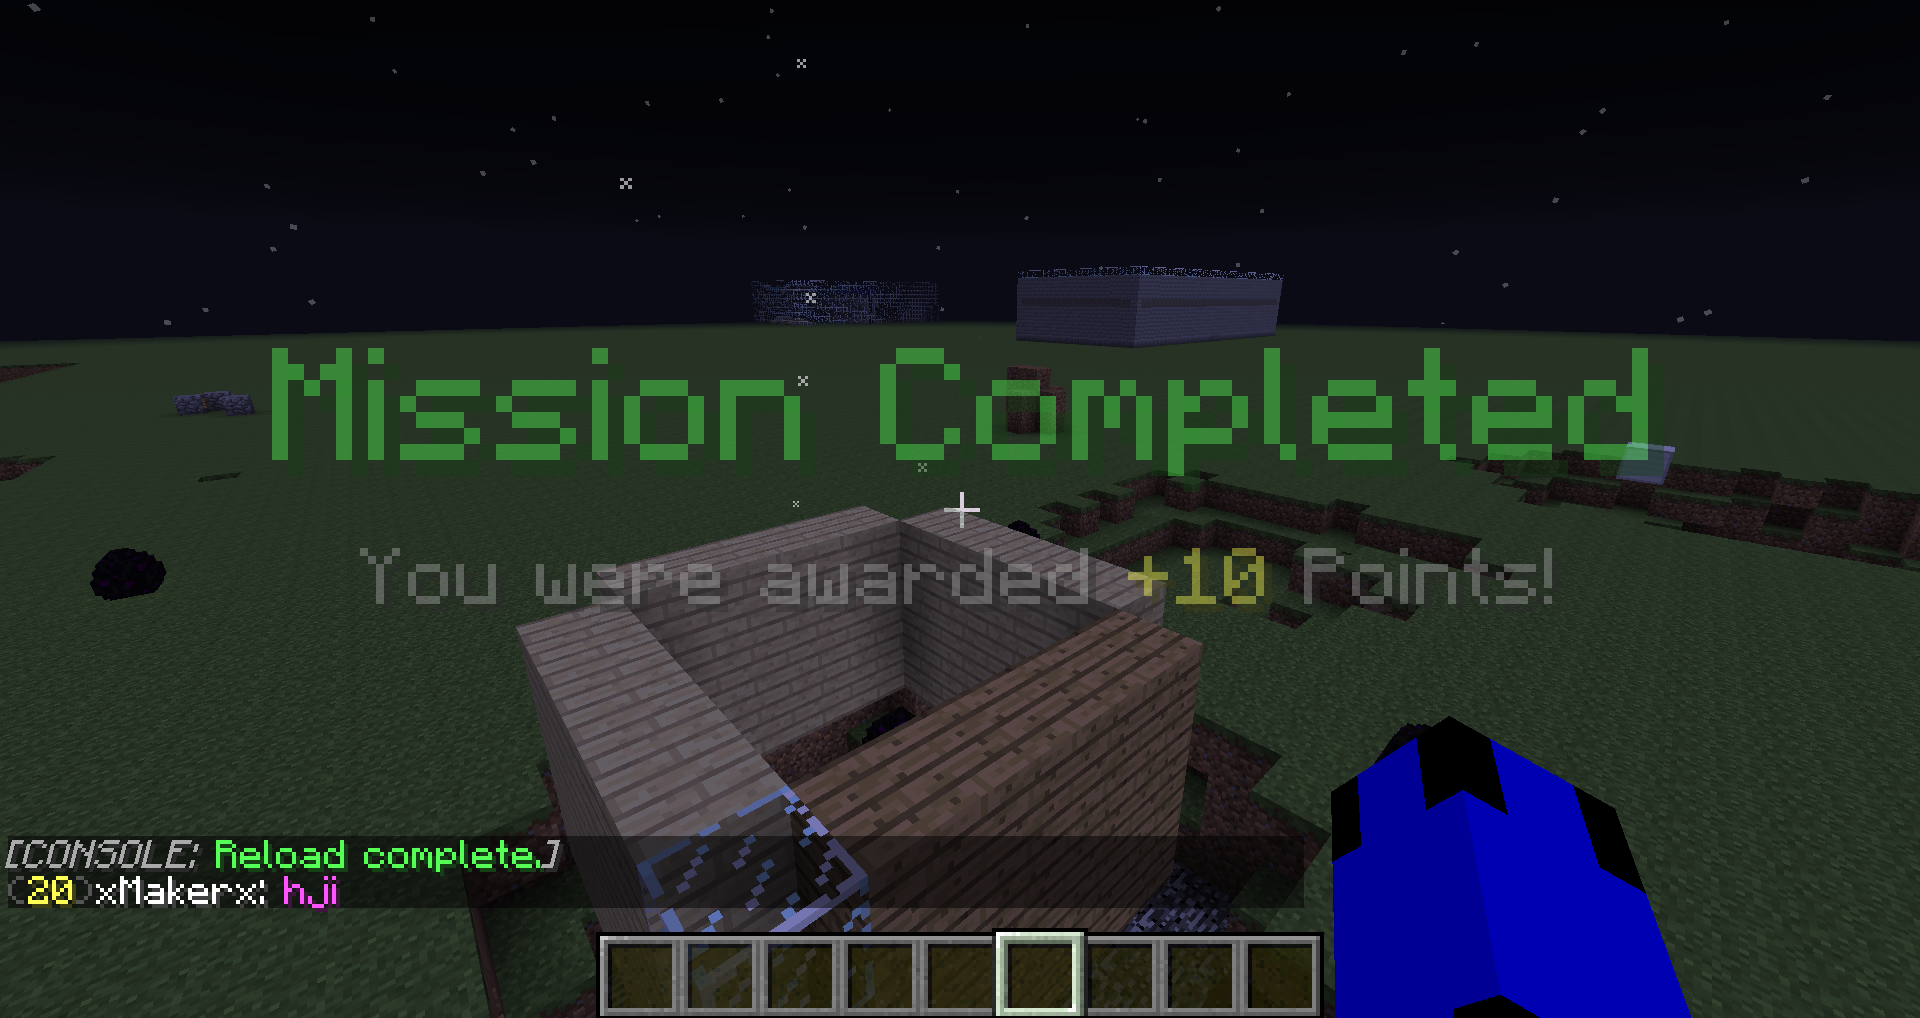 Mission Completed
You were awarded +10 Points!
[CONSOLE: Reload complete.]
(20) xMakerx: hji